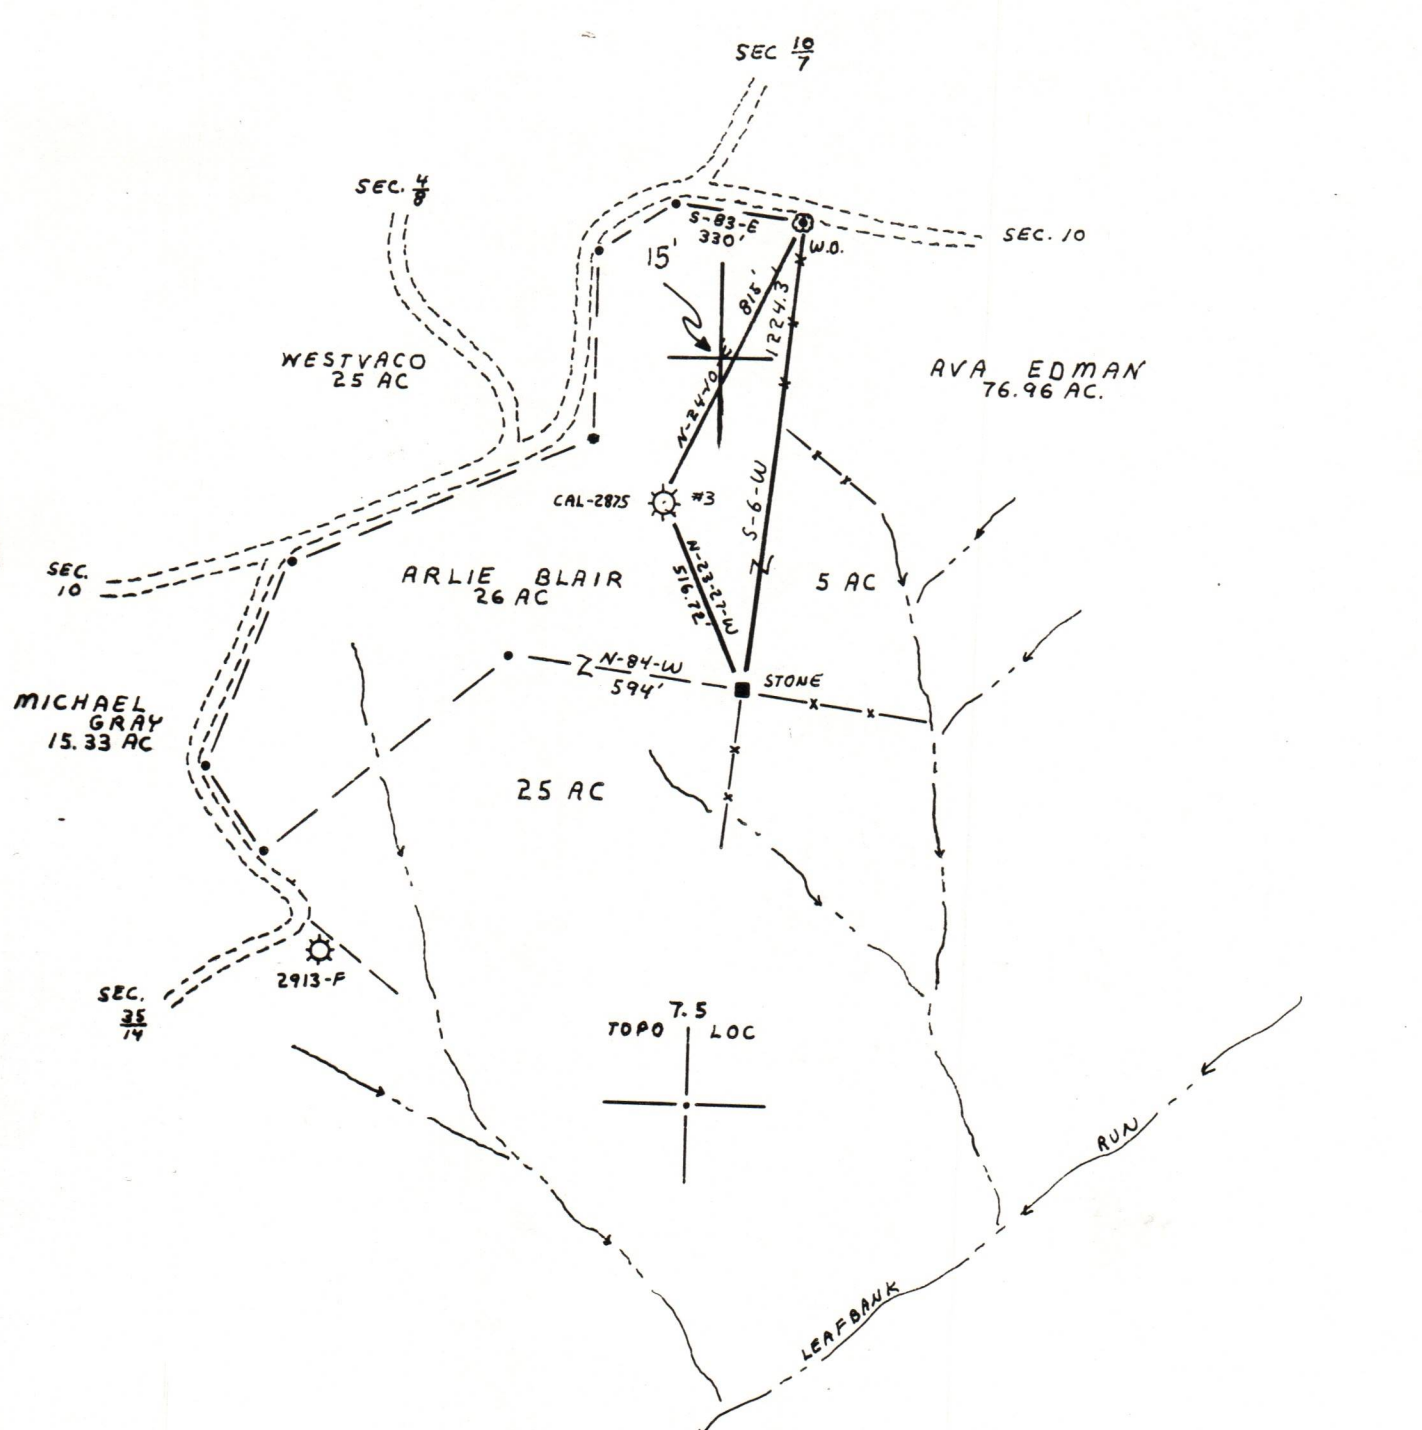 SEC 10/7
SEC. 4/8
S-83-E
330'
W.O.
SEC. 10
15'
815'
1224.3'
WESTVACO
25 AC
AVA EDMAN
76.96 AC.
N-24-10-E
S-6-W
CAL-2875
#3
SEC.
10
ARLIE BLAIR
26 AC
N-23-27-W
516.72'
5 AC
N-84-W
594'
STONE
MICHAEL
GRAY
15.33 AC
25 AC
2913-F
SEC.
35/14
7.5
TOPO LOC
RUN
LEAFBANK